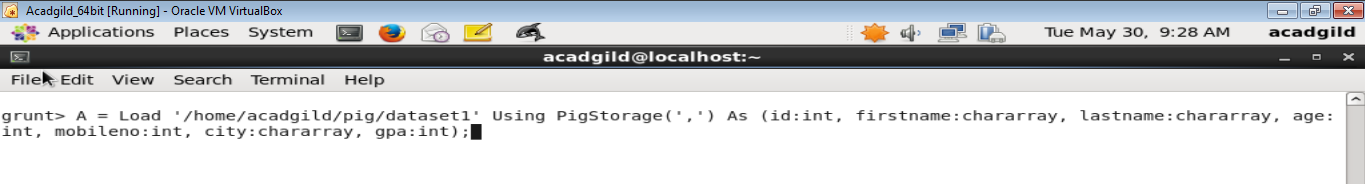 Acadgild_64bit [Running] - Oracle VM VirtualBox
Applications Places System Tue May 30, 9:28 AM acadgild
acadgild@localhost:~
File Edit View Search Terminal Help
grunt> A = Load '/home/acadgild/pig/dataset1' Using PigStorage(',') As (id:int, firstname:chararray, lastname:chararray, age:
int, mobileno:int, city:chararray, gpa:int);